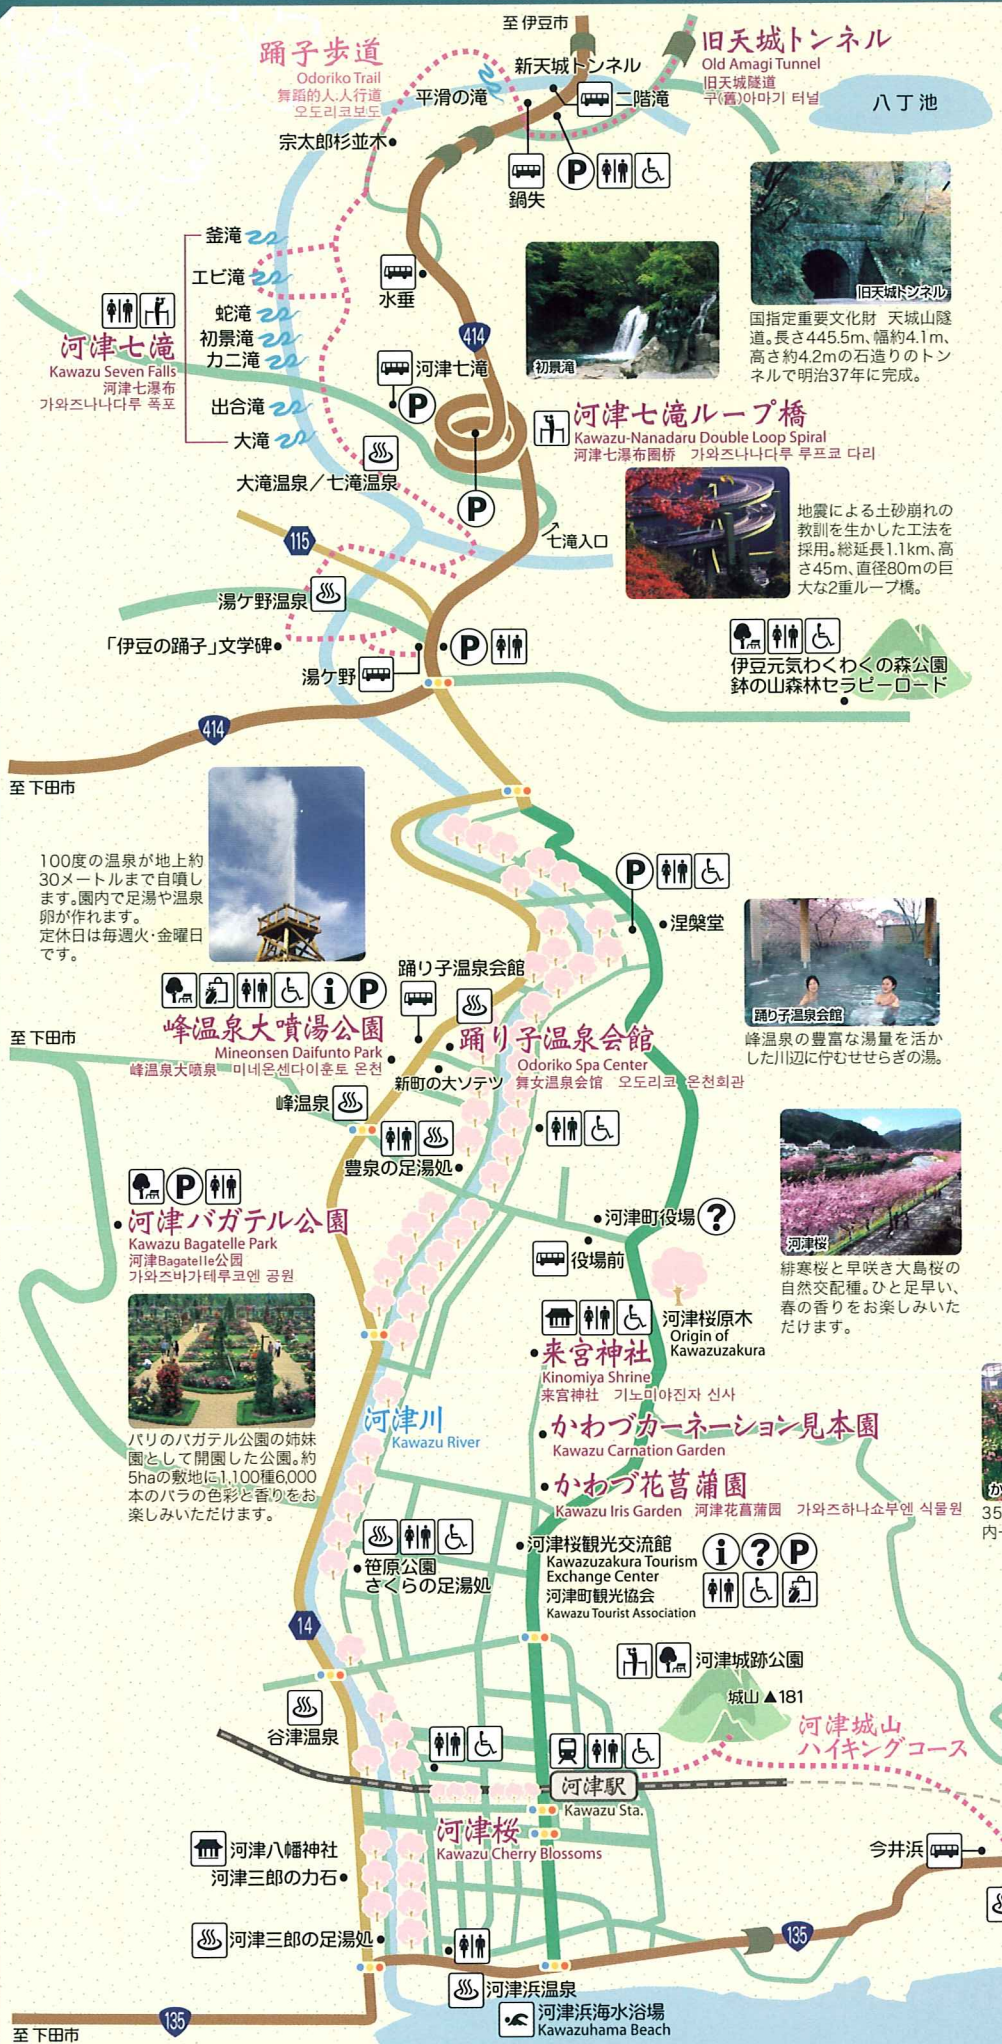 至 伊豆市
踊子歩道
Odoriko Trail
舞蹈的人.人行道
오도리코보도
旧天城トンネル
Old Amagi Tunnel
旧天城隧道
구(舊)아마기 터널
新天城トンネル
平滑の滝
二階滝
八丁池
宗太郎杉並木
P
鍋失
釜滝
エビ滝
水垂
旧天城トンネル
国指定重要文化財 天城山隧
道。長さ445.5m、幅約4.1m、
高さ約4.2mの石造りのトン
ネルで明治37年に完成。
蛇滝
初景滝
カニ滝
414
初景滝
河津七滝
Kawazu Seven Falls
河津七瀑布
가와즈나나다루 폭포
河津七滝
P
出合滝
大滝
河津七滝ループ橋
Kawazu-Nanadaru Double Loop Spiral
河津七瀑布圈桥 가와즈나나다루 루프코 다리
大滝温泉／七滝温泉
P
地震による土砂崩れの
教訓を生かした工法を
採用。総延長1.1km、高
さ45m、直径80mの巨
大な2重ループ橋。
115
七滝入口
湯ケ野温泉
「伊豆の踊子」文学碑
P
湯ケ野
伊豆元気わくわくの森公園
鉢の山森林セラピーロード
414
至 下田市
100度の温泉が地上約
30メートルまで自噴し
ます。園内で足湯や温泉
卵が作れます。
定休日は毎週火・金曜日
です。
P
涅槃堂
踊り子温泉会館
踊り子温泉会館
峰温泉の豊富な湯量を活か
した川辺に佇むせせらぎの湯。
i P
峰温泉大噴湯公園
Mineonsen Daifunto Park
峰温泉大噴泉 미네온센다이훈토 온천
踊り子温泉会館
Odoriko Spa Center
舞女温泉会馆 오도리코 온천회관
至 下田市
新町の大ソテツ
峰温泉
豊泉の足湯処
P
河津バガテル公園
Kawazu Bagatelle Park
河津Bagatelle公园
가와즈바가테루코엔 공원
河津町役場 ?
役場前
河津桜
緋寒桜と早咲き大島桜の
自然交配種。ひと足早い、
春の香りをお楽しみいた
だけます。
河津桜原木
Origin of
Kawazuzakura
来宮神社
Kinomiya Shrine
来宮神社 기노미야진자 신사
パリのバガテル公園の姉妹
園として開園した公園。約
5haの敷地に1,100種6,000
本のバラの色彩と香りをお
楽しみいただけます。
河津川
Kawazu River
かわづカーネーション見本園
Kawazu Carnation Garden
かわづ花菖蒲園
Kawazu Iris Garden 河津花菖蒲园 가와즈하나쇼부엔 식물원
か
35
内
笹原公園
さくらの足湯処
河津桜観光交流館
Kawazuzakura Tourism
Exchange Center
河津町観光協会
Kawazu Tourist Association
i ? P
14
河津城跡公園
城山 ▲181
谷津温泉
河津城山
ハイキングコース
河津駅
Kawazu Sta.
河津桜
Kawazu Cherry Blossoms
河津八幡神社
河津三郎の力石
今井浜
河津三郎の足湯処
135
河津浜温泉
河津浜海水浴場
Kawazuhama Beach
135
至 下田市